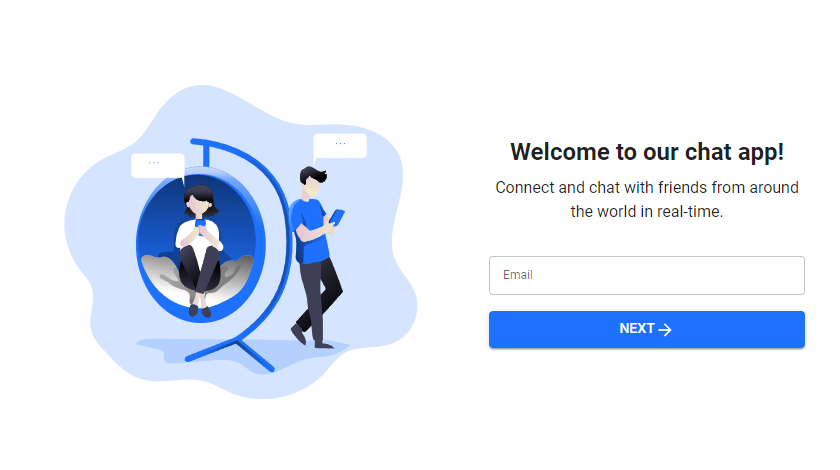 ...
...
Welcome to our chat app!
Connect and chat with friends from around
the world in real-time.
Email
NEXT →